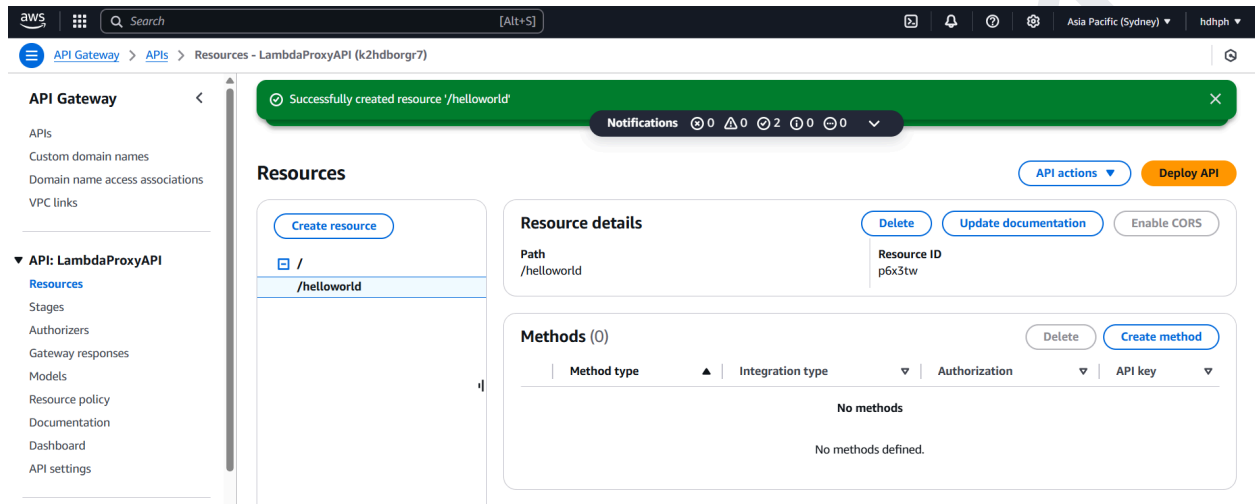 aws
Search [Alt+S] Asia Pacific (Sydney) ▼ hdhph ▼
API Gateway > APIs > Resources - LambdaProxyAPI (k2hdborgr7)
API Gateway
APIs
Custom domain names
Domain name access associations
VPC links
▼ API: LambdaProxyAPI
Resources
Stages
Authorizers
Gateway responses
Models
Resource policy
Documentation
Dashboard
API settings
Successfully created resource '/helloworld'
Notifications 0 0 2 0 0
Resources
API actions ▼ Deploy API
Create resource
/
/helloworld
Resource details
Delete Update documentation Enable CORS
Path
/helloworld
Resource ID
p6x3tw
Methods (0)
Delete Create method
Method type ▲ Integration type ▽ Authorization ▽ API key ▽
No methods
No methods defined.